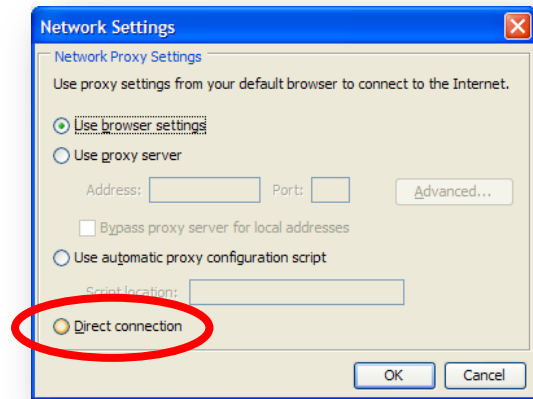 Network Settings
Network Proxy Settings
Use proxy settings from your default browser to connect to the Internet.
Use browser settings
Use proxy server
Address: Port: Advanced...
Bypass proxy server for local addresses
Use automatic proxy configuration script
Script location:
Direct connection
OK Cancel